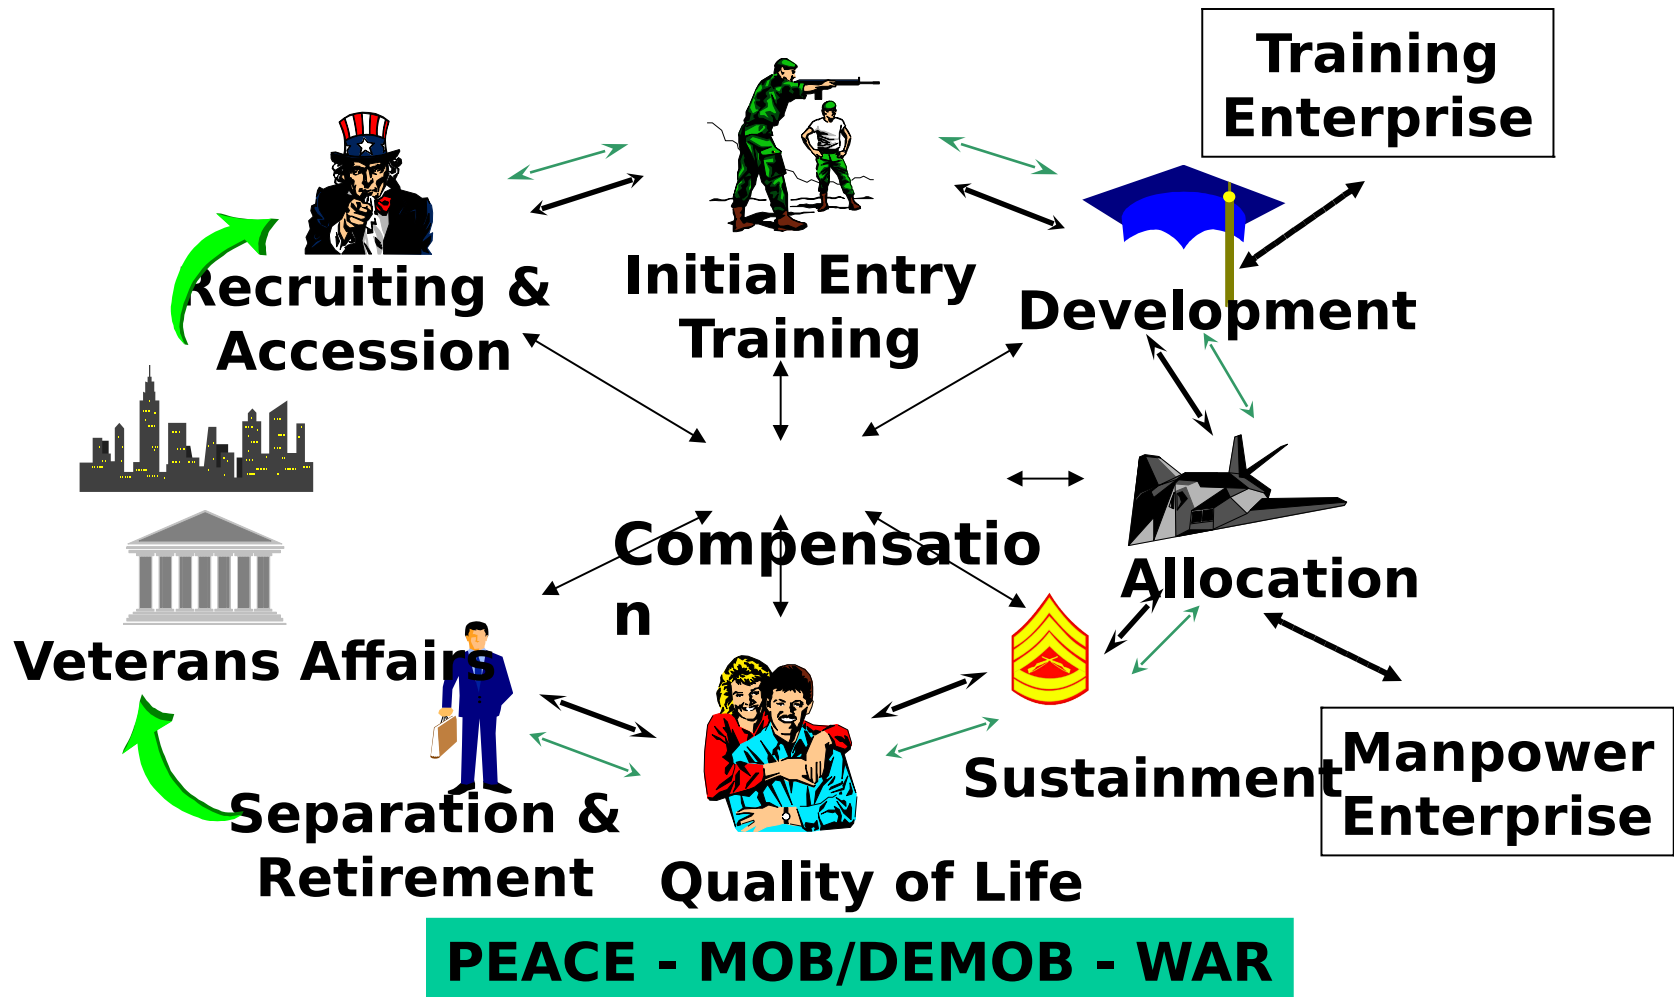 Training
Enterprise
Recruiting &
Accession
Initial Entry
Training
Development
Compensatio
n
Allocation
Veterans Affairs
Sustainment
Manpower
Enterprise
Separation &
Retirement
Quality of Life
PEACE - MOB/DEMOB - WAR